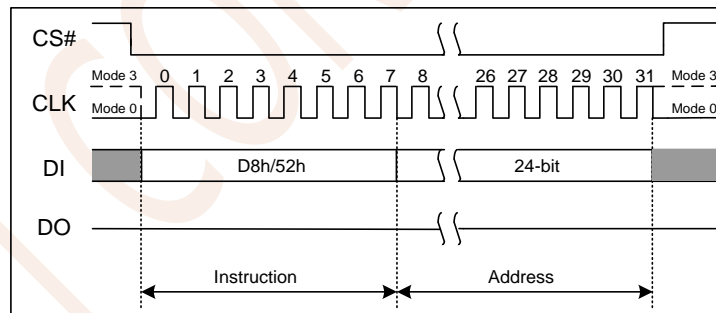 CS#
Mode 3 0 1 2 3 4 5 6 7 8 26 27 28 29 30 31 Mode 3
CLK
Mode 0 Mode 0
DI D8h/52h 24-bit
DO
Instruction Address